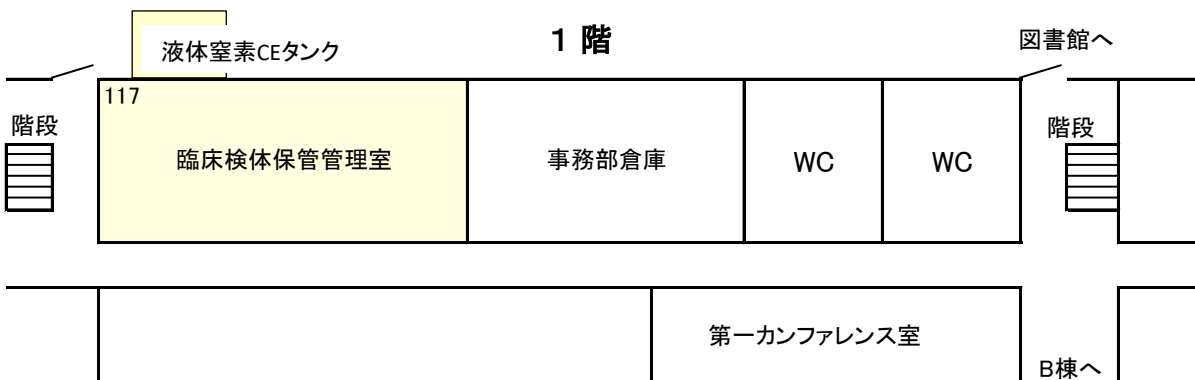 1 階
図書館へ
液体窒素CEタンク
117
階段
臨床検体保管管理室
事務部倉庫
WC
WC
階段
第一カンファレンス室
B棟へ